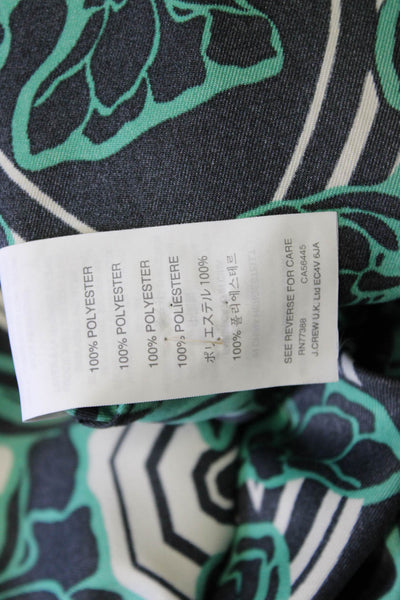 100% POLYESTER
100% POLYESTER
100% POLYESTER
100% POLIESTERE
ポリエステル 100%
100% 폴리에스테르
SEE REVERSE FOR CARE
RN77388 CA56445
J.CREW U.K. Ltd EC4V 6JA